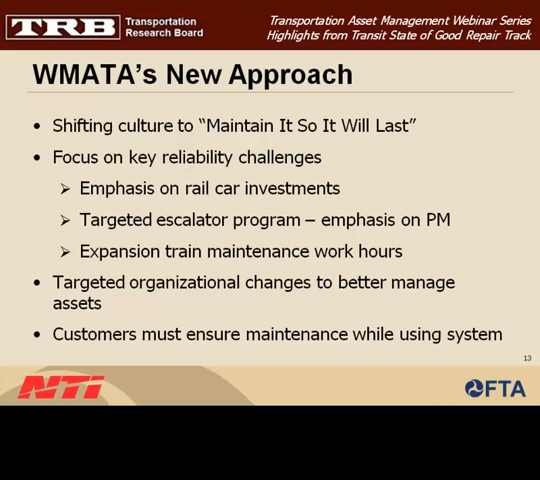 TRB Transportation Research Board
Transportation Asset Management Webinar Series
Highlights from Transit State of Good Repair Track
WMATA's New Approach
• Shifting culture to “Maintain It So It Will Last”
• Focus on key reliability challenges
➢ Emphasis on rail car investments
➢ Targeted escalator program – emphasis on PM
➢ Expansion train maintenance work hours
• Targeted organizational changes to better manage
assets
• Customers must ensure maintenance while using system
13
NTI
FTA